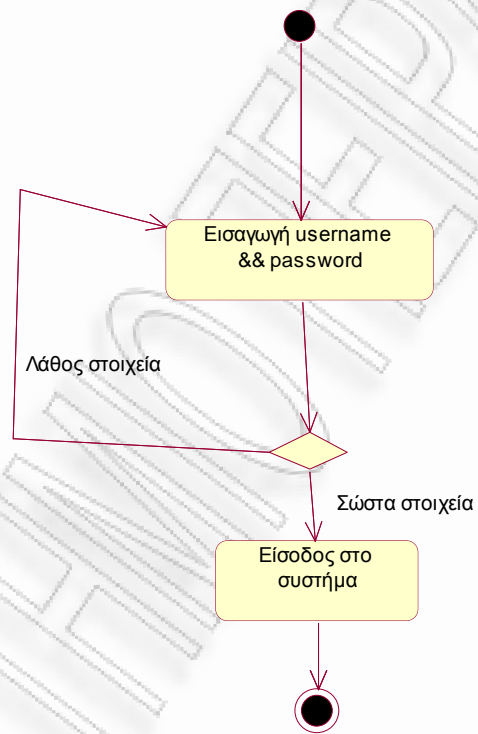 Εισαγωγή username
&& password
Λάθος στοιχεία
Σώστα στοιχεία
Είσοδος στο
συστήμα